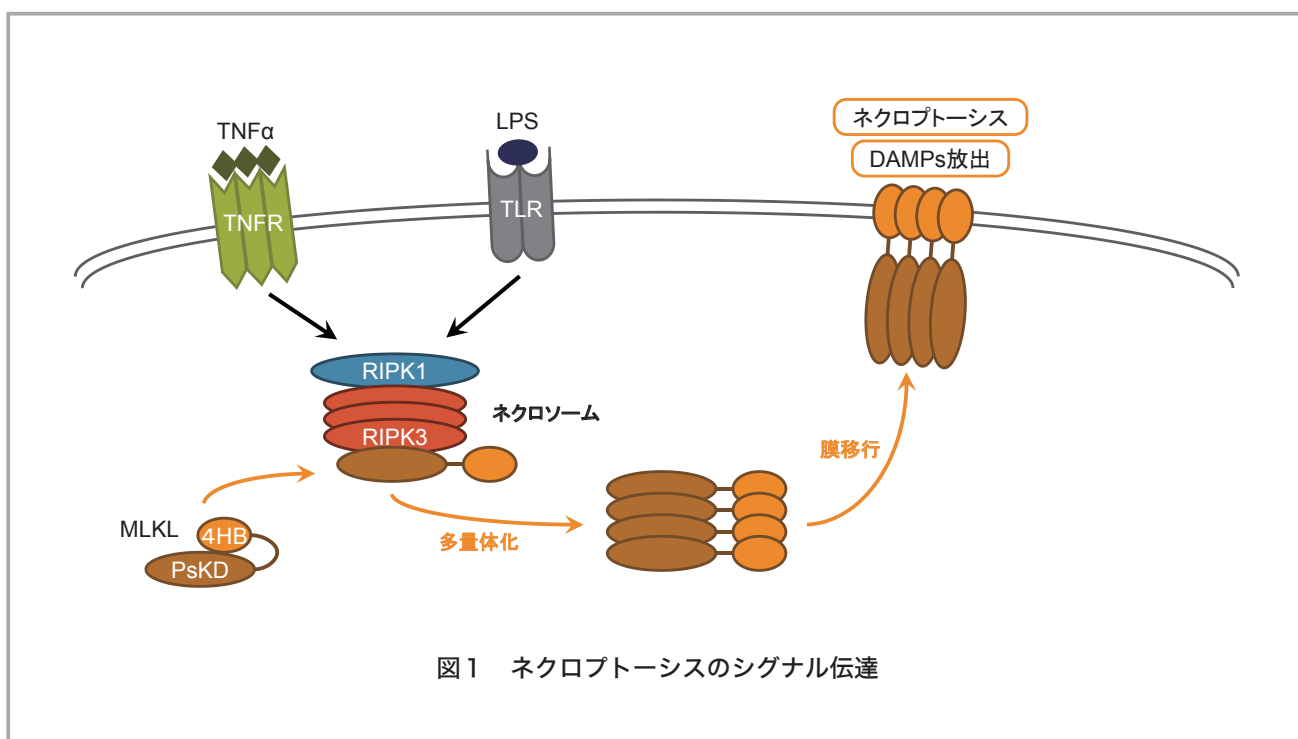 TNFα
LPS
ネクロプトーシス
DAMPs放出
TNFR
TLR
RIPK1
ネクロソーム
RIPK3
膜移行
MLKL
4HB
多量体化
PsKD
図1 ネクロプトーシスのシグナル伝達